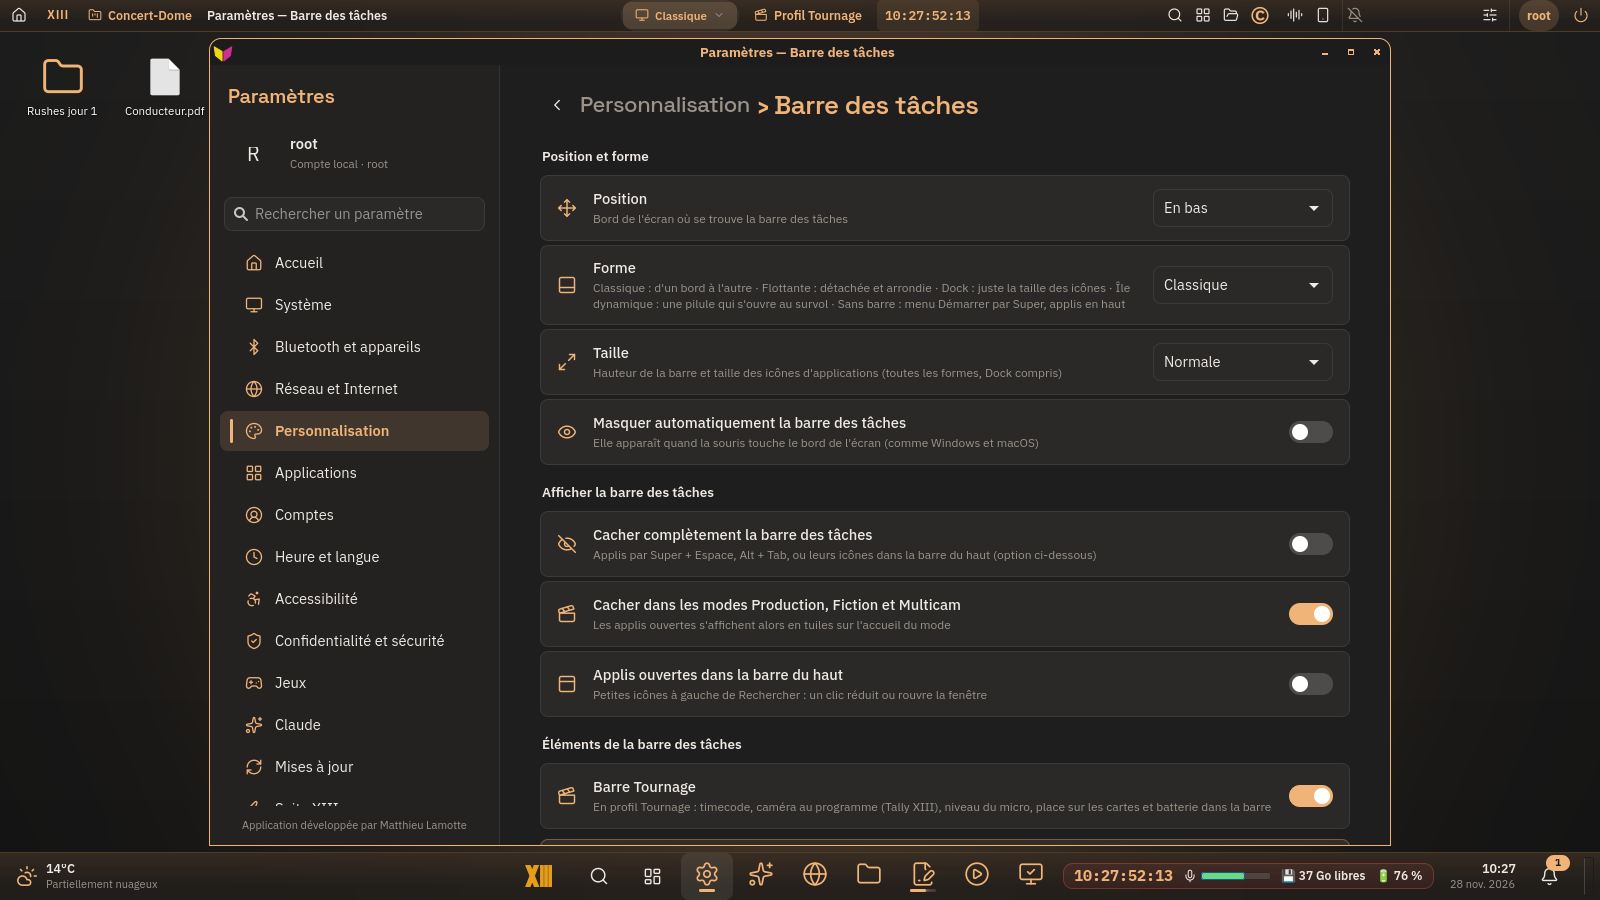 XIII
Concert-Dome
Paramètres — Barre des tâches
Classique
Profil Tournage
10:27:52:13
root
Rushes jour 1
Conducteur.pdf
Paramètres — Barre des tâches
Paramètres
R
root
Compte local · root
Rechercher un paramètre
Accueil
Système
Bluetooth et appareils
Réseau et Internet
Personnalisation
Applications
Comptes
Heure et langue
Accessibilité
Confidentialité et sécurité
Jeux
Claude
Mises à jour
Suite XIII
Application développée par Matthieu Lamotte
Personnalisation > Barre des tâches
Position et forme
Position
Bord de l'écran où se trouve la barre des tâches
En bas
Forme
Classique : d'un bord à l'autre · Flottante : détachée et arrondie · Dock : juste la taille des icônes · Île
dynamique : une pilule qui s'ouvre au survol · Sans barre : menu Démarrer par Super, applis en haut
Classique
Taille
Hauteur de la barre et taille des icônes d'applications (toutes les formes, Dock compris)
Normale
Masquer automatiquement la barre des tâches
Elle apparaît quand la souris touche le bord de l'écran (comme Windows et macOS)
Afficher la barre des tâches
Cacher complètement la barre des tâches
Applis par Super + Espace, Alt + Tab, ou leurs icônes dans la barre du haut (option ci-dessous)
Cacher dans les modes Production, Fiction et Multicam
Les applis ouvertes s'affichent alors en tuiles sur l'accueil du mode
Applis ouvertes dans la barre du haut
Petites icônes à gauche de Rechercher : un clic réduit ou rouvre la fenêtre
Éléments de la barre des tâches
Barre Tournage
En profil Tournage : timecode, caméra au programme (Tally XIII), niveau du micro, place sur les cartes et batterie dans la barre
14°C
Partiellement nuageux
XIII
10:27:52:13
37 Go libres
76 %
10:27
28 nov. 2026
1